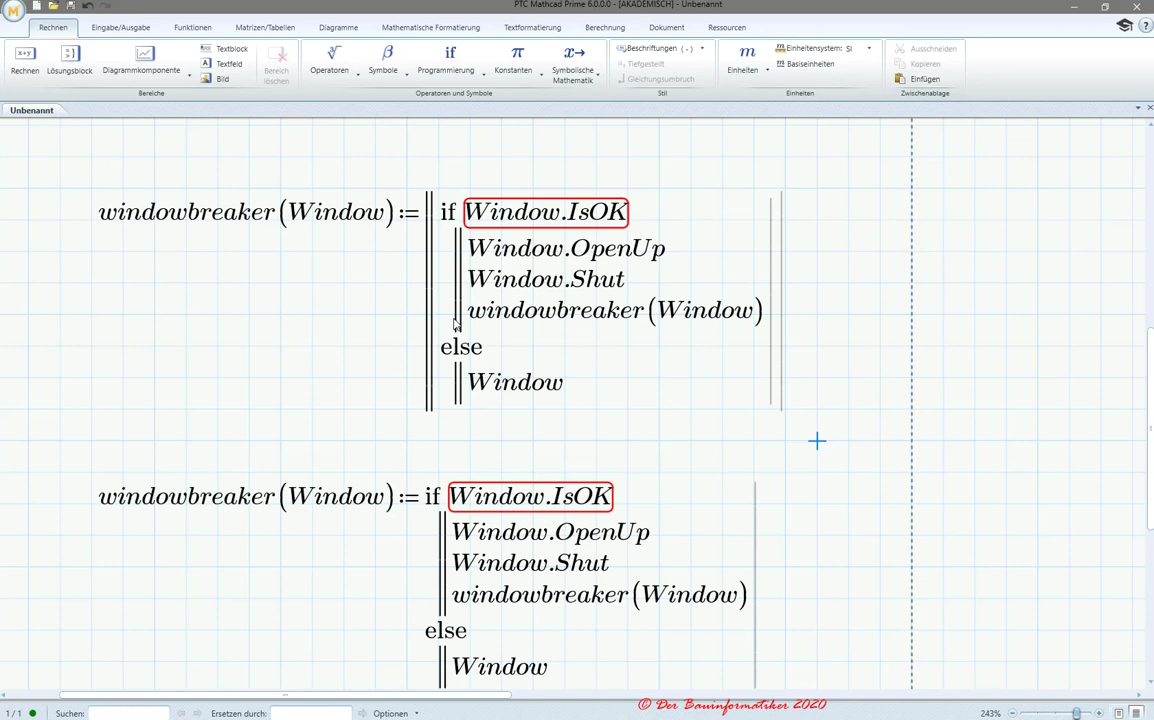 PTC Mathcad Prime 6.0.0.0 - [AKADEMISCH] - Unbenannt
Rechnen Eingabe/Ausgabe Funktionen Matrizen/Tabellen Diagramme Mathematische Formatierung Textformatierung Berechnung Dokument Ressourcen
Rechnen Lösungsblock Diagrammkomponente Textblock Textfeld Bild Bereich löschen
Bereiche
Operatoren Symbole Programmierung Konstanten Symbolische Mathematik
Operatoren und Symbole
Beschriftungen ( - )
Tiefgestellt
Gleichungsumbruch
Stil
Einheiten Einheitensystem: SI
Basiseinheiten
Einheiten
Ausschneiden
Kopieren
Einfügen
Zwischenablage
Unbenannt
windowbreaker(Window):= if Window.IsOK
Window.OpenUp
Window.Shut
windowbreaker(Window)
else
Window
windowbreaker(Window):= if Window.IsOK
Window.OpenUp
Window.Shut
windowbreaker(Window)
else
Window
© Der Bauinformatiker 2020
1 / 1 Suchen: Ersetzen durch: Optionen 243%